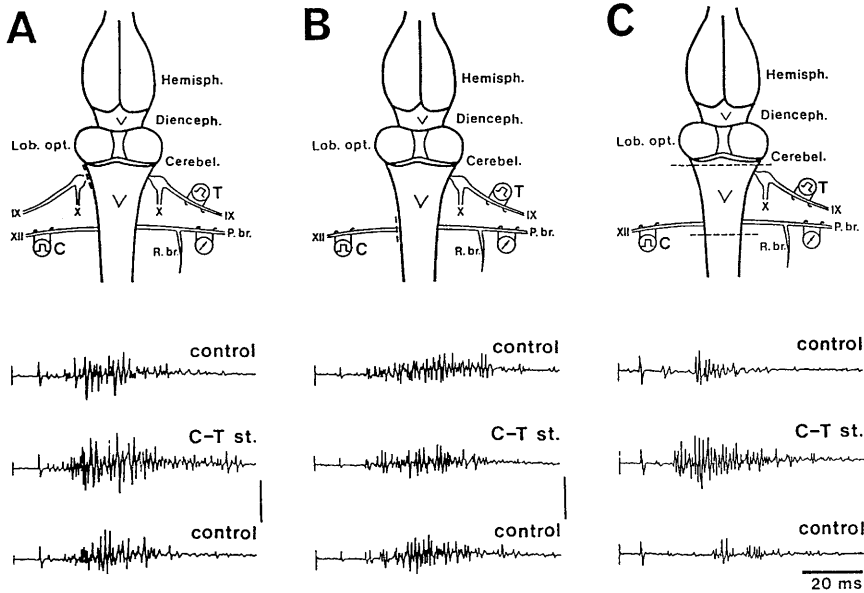 A
Hemisph.
Dienceph.
Lob. opt.
Cerebel.
T
IX
X
X
IX
XII
P. br.
C
R. br.
control
C-T st.
control
B
Hemisph.
Dienceph.
Lob. opt.
Cerebel.
T
X
IX
XII
P. br.
C
R. br.
control
C-T st.
control
C
Hemisph.
Dienceph.
Lob. opt.
Cerebel.
T
X
IX
XII
P. br.
C
R. br.
control
C-T st.
control
20 ms